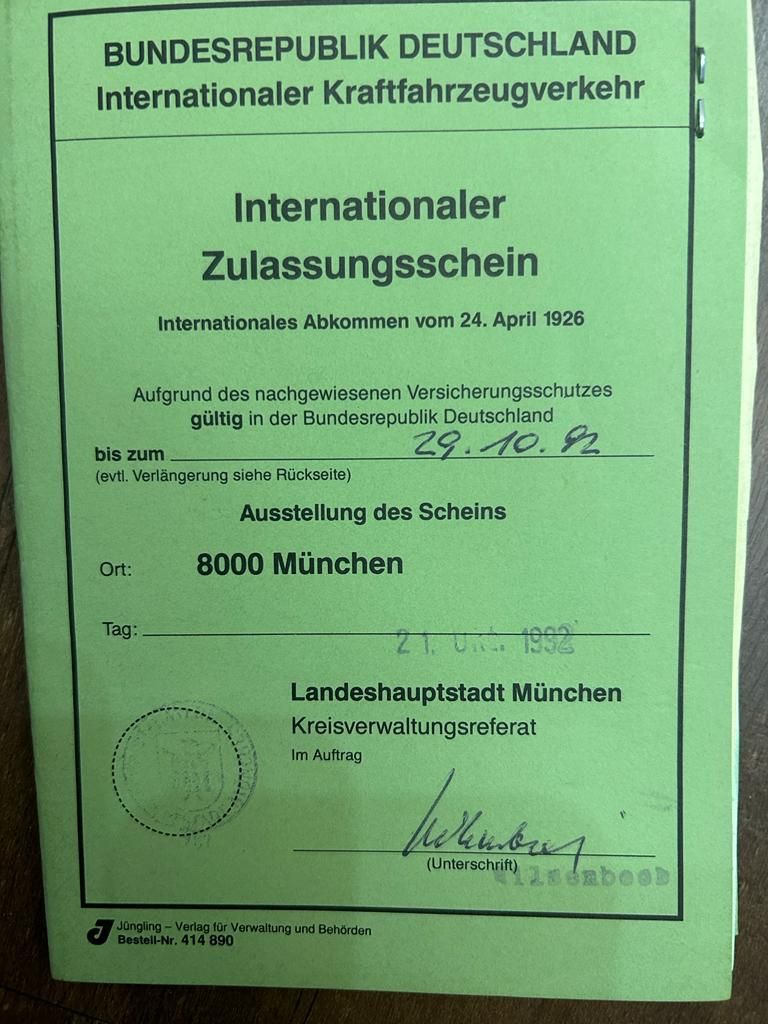 BUNDESREPUBLIK DEUTSCHLAND
Internationaler Kraftfahrzeugverkehr
Internationaler
Zulassungsschein
Internationales Abkommen vom 24. April 1926
Aufgrund des nachgewiesenen Versicherungsschutzes
gültig in der Bundesrepublik Deutschland
bis zum 29.10.92
(evtl. Verlängerung siehe Rückseite)
Ausstellung des Scheins
Ort: 8000 München
Tag: 21. 1992
Landeshauptstadt München
Kreisverwaltungsreferat
Im Auftrag
(Unterschrift)
J Jüngling – Verlag für Verwaltung und Behörden
Bestell-Nr. 414 890